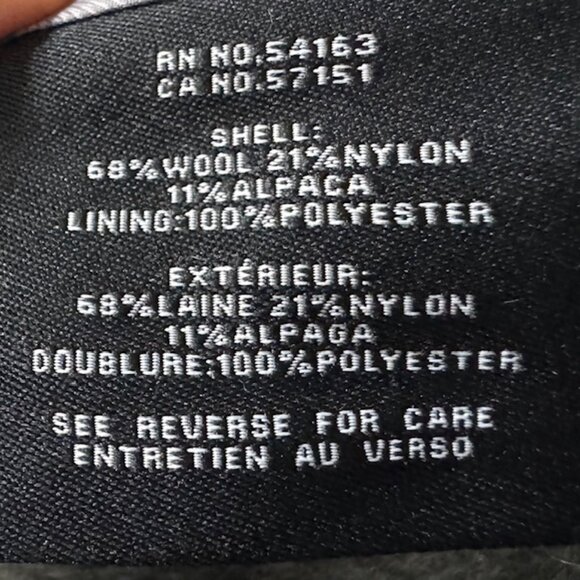 RN NO.54163
CA NO.57151
SHELL:
68%WOOL 21%NYLON
11%ALPACA
LINING:100%POLYESTER
EXTÉRIEUR:
68%LAINE 21%NYLON
11%ALPAGA
DOUBLURE:100%POLYESTER
SEE REVERSE FOR CARE
ENTRETIEN AU VERSO